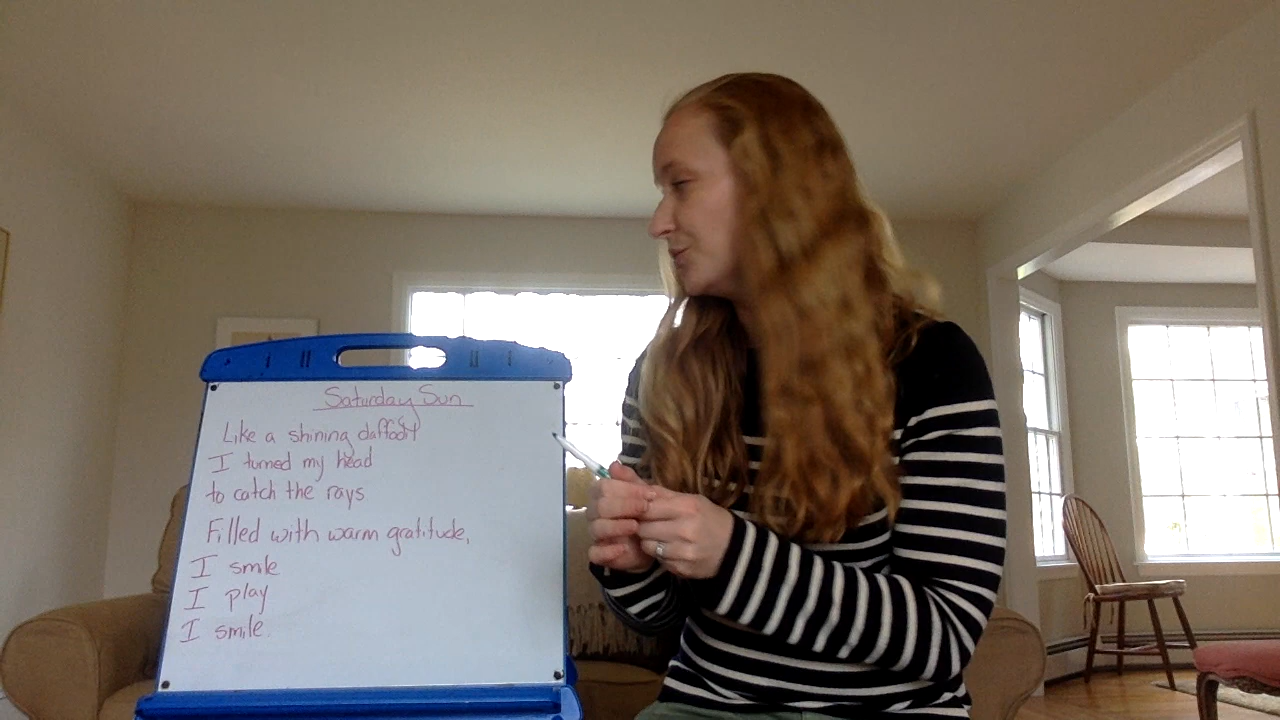 Saturday Sun
Like a shining daffodil
I turned my head
to catch the rays
Filled with warm gratitude,
I smile
I play
I smile